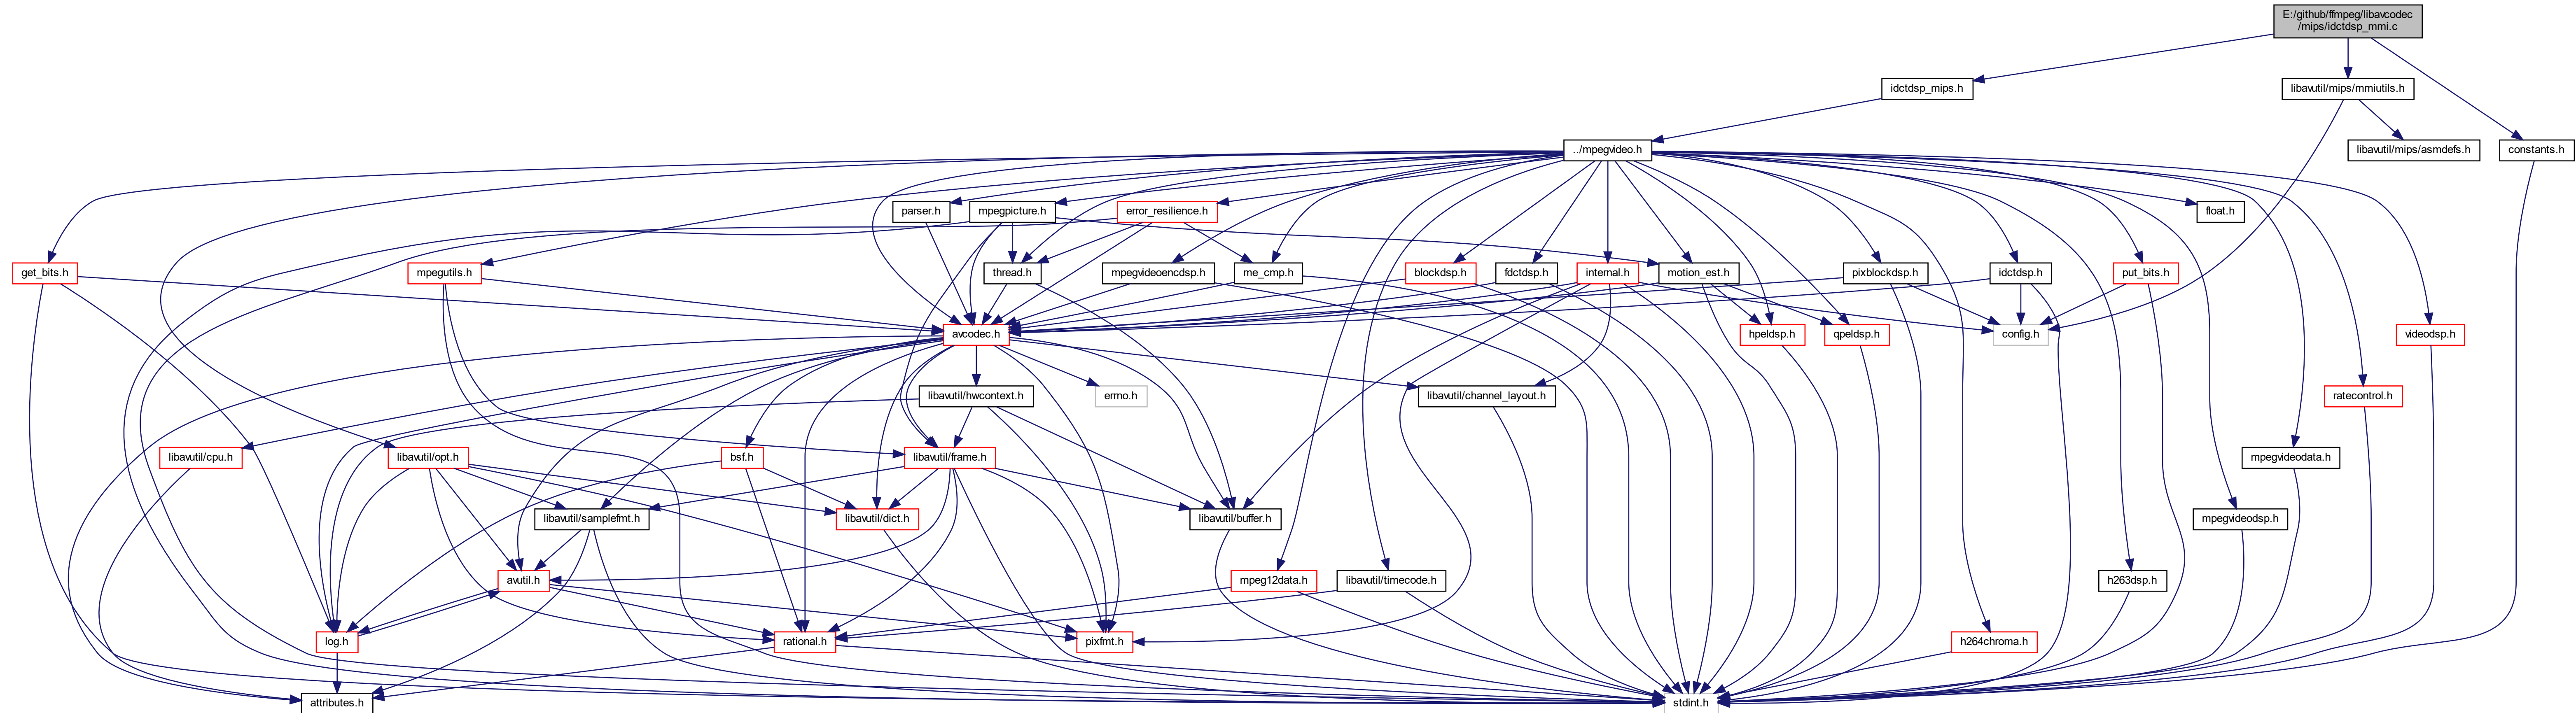 E:/github/ffmpeg/libavcodec
/mips/idctdsp_mmi.c
idctdsp_mips.h
libavutil/mips/mmiutils.h
../mpegvideo.h
libavutil/mips/asmdefs.h
constants.h
parser.h
mpegpicture.h
error_resilience.h
float.h
get_bits.h
mpegutils.h
thread.h
mpegvideoencdsp.h
me_cmp.h
blockdsp.h
fdctdsp.h
internal.h
motion_est.h
pixblockdsp.h
idctdsp.h
put_bits.h
avcodec.h
hpeldsp.h
qpeldsp.h
config.h
videodsp.h
libavutil/hwcontext.h
errno.h
libavutil/channel_layout.h
ratecontrol.h
libavutil/cpu.h
libavutil/opt.h
bsf.h
libavutil/frame.h
mpegvideodata.h
libavutil/samplefmt.h
libavutil/dict.h
libavutil/buffer.h
mpegvideodsp.h
avutil.h
mpeg12data.h
libavutil/timecode.h
h263dsp.h
log.h
rational.h
pixfmt.h
h264chroma.h
attributes.h
stdint.h